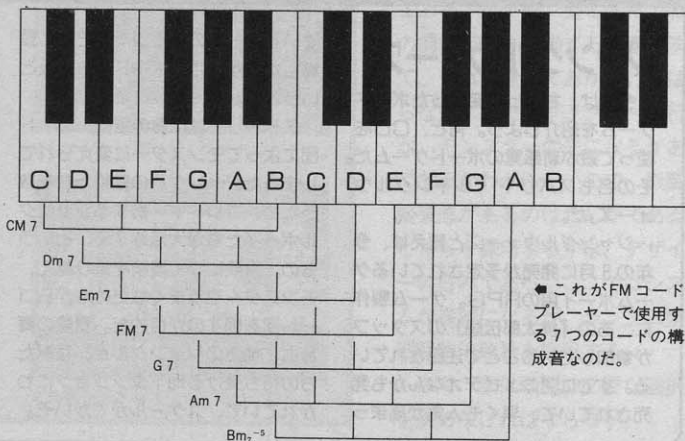 C D E F G A B C D E F G A B
CM 7
Dm 7
Em 7
FM 7
G 7
Am 7
Bm₇⁻⁵
⬅これがFMコード
プレーヤーで使用す
る7つのコードの構
成音なのだ。